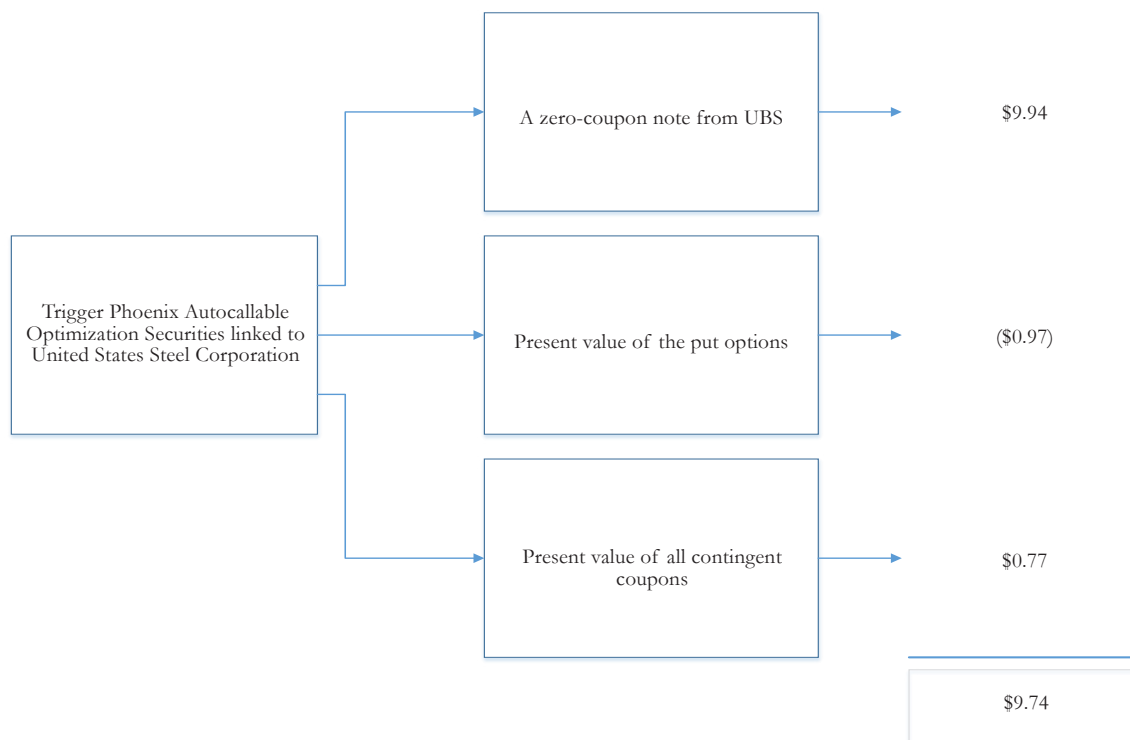 A zero-coupon note from UBS
$9.94
Trigger Phoenix Autocallable
Optimization Securities linked to
United States Steel Corporation
Present value of the put options
($0.97)
Present value of all contingent
coupons
$0.77
$9.74